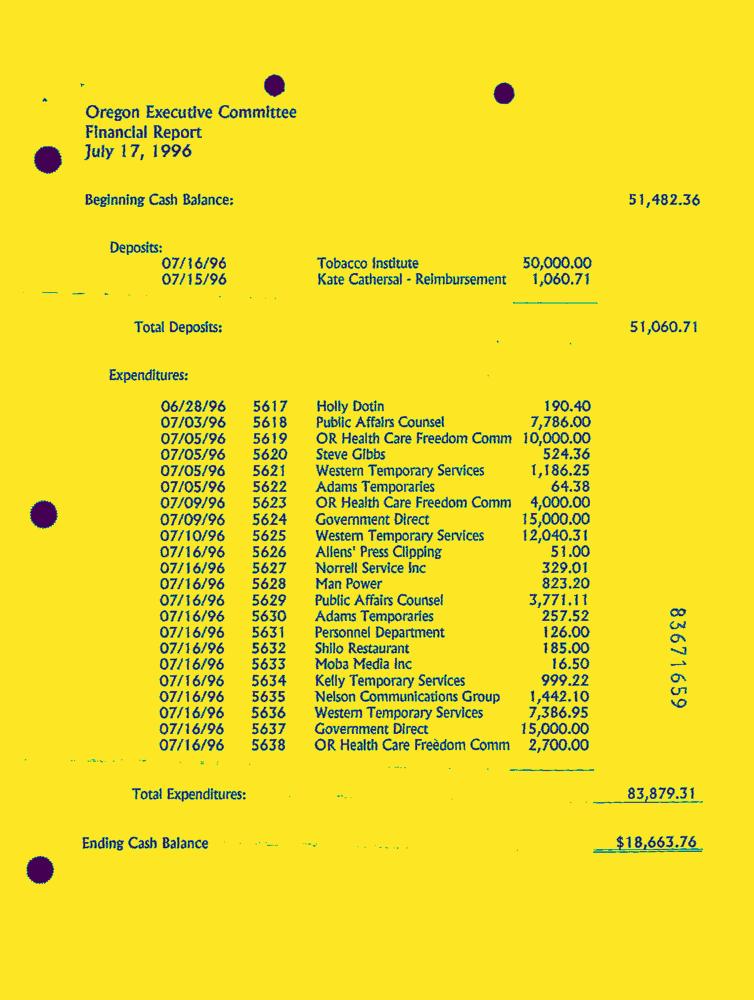 Oregon Executive Committee
Financial Report
July 17, 1996
Beginning Cash Balance: 51,482.36
Deposits:
07/16/96 Tobacco Institute 50,000.00
07/15/96 Kate Cathersal - Reimbursement 1,060.71
Total Deposits: 51,060.71
Expenditures:
06/28/96 5617 Holly Dotin 190.40
07/03/96 5618 Public Affairs Counsel 7,786.00
07/05/96 5619 OR Health Care Freedom Comm 10,000.00
07/05/96 5620 Steve Gibbs 524.36
07/05/96 5621 Western Temporary Services 1,186.25
07/05/96 5622 Adams Temporaries 64.38
07/09/96 5623 OR Health Care Freedom Comm 4,000.00
07/09/96 5624 Government Direct 15,000.00
07/10/96 5625 Western Temporary Services 12,040.31
07/16/96 5626 Allens' Press Clipping 51.00
07/16/96 5627 Norrell Service Inc 329.01
07/16/96 5628 Man Power 823.20
07/16/96 5629 Public Affairs Counsel 3,771.11
07/16/96 5630 Adams Temporaries 257.52
07/16/96 5631 Personnel Department 126.00
07/16/96 5632 Shilo Restaurant 185.00
07/16/96 5633 Moba Media Inc 16.50
07/16/96 5634 Kelly Temporary Services 999.22
07/16/96 5635 Nelson Communications Group 1,442.10
07/16/96 5636 Western Temporary Services 7,386.95
07/16/96 5637 Government Direct 15,000.00
07/16/96 5638 OR Health Care Freedom Comm 2,700.00
Total Expenditures: 83,879.31
Ending Cash Balance $18,663.76
83671659